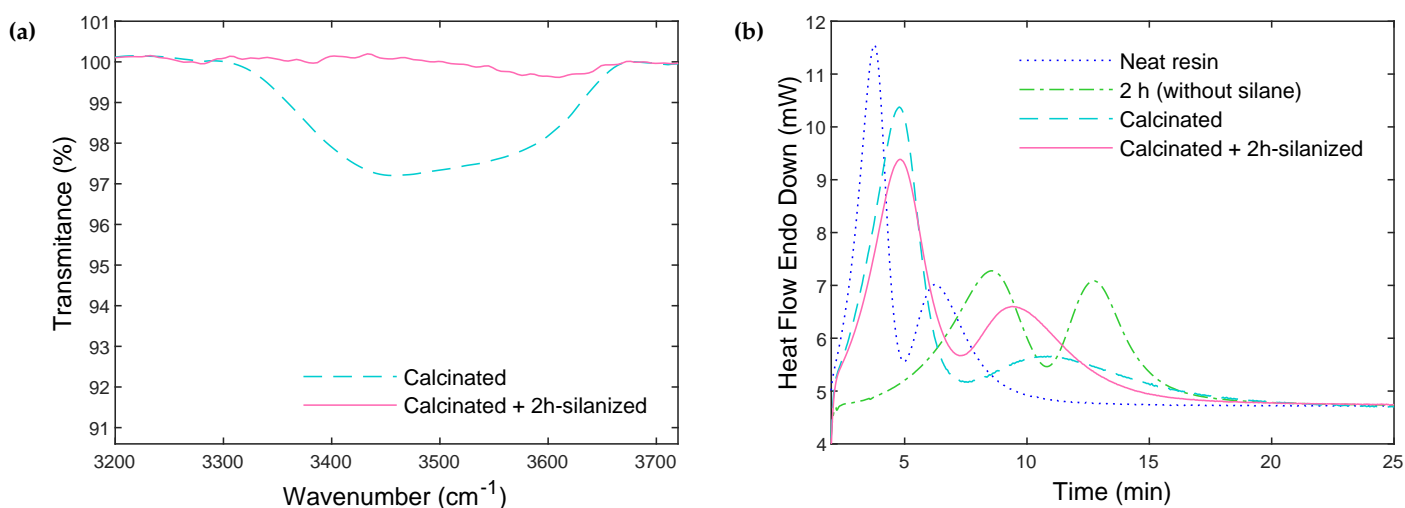 (a)
101
100
99
98
97
96
95
94
93
92
91
Transmitance (%)
Calcinated
Calcinated + 2h-silanized
3200 3300 3400 3500 3600 3700
Wavenumber (cm⁻¹)
(b)
12
11
10
9
8
7
6
5
4
Heat Flow Endo Down (mW)
Neat resin
2 h (without silane)
Calcinated
Calcinated + 2h-silanized
5 10 15 20 25
Time (min)